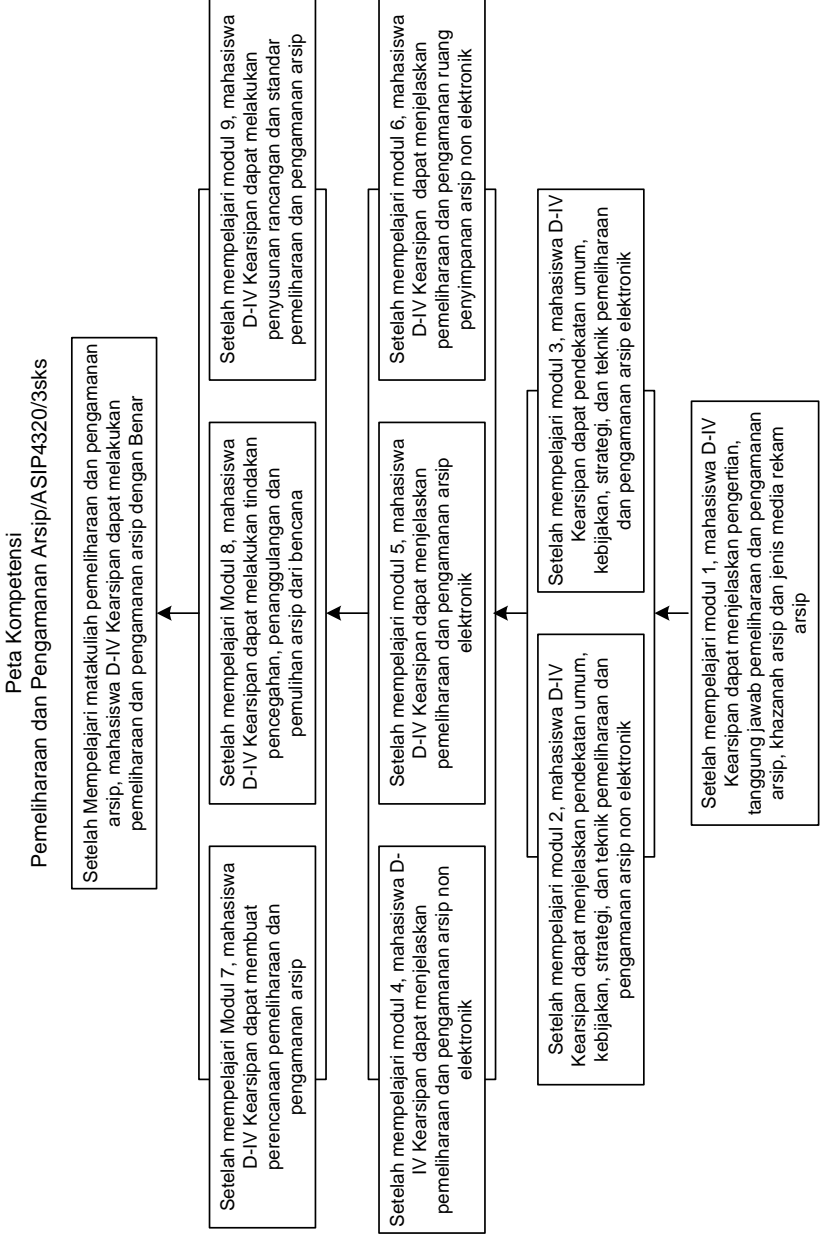 Peta Kompetensi
Pemeliharaan dan Pengamanan Arsip/ASIP4320/3sks
Setelah Mempelajari matakuliah pemeliharaan dan pengamanan
arsip, mahasiswa D-IV Kearsipan dapat melakukan
pemeliharaan dan pengamanan arsip dengan Benar
Setelah mempelajari Modul 7, mahasiswa
D-IV Kearsipan dapat membuat
perencanaan pemeliharaan dan
pengamanan arsip
Setelah mempelajari Modul 8, mahasiswa
D-IV Kearsipan dapat melakukan tindakan
pencegahan, penanggulangan dan
pemulihan arsip dari bencana
Setelah mempelajari modul 9, mahasiswa
D-IV Kearsipan dapat melakukan
penyusunan rancangan dan standar
pemeliharaan dan pengamanan arsip
Setelah mempelajari modul 4, mahasiswa D-
IV Kearsipan dapat menjelaskan
pemeliharaan dan pengamanan arsip non
elektronik
Setelah mempelajari modul 5, mahasiswa
D-IV Kearsipan dapat menjelaskan
pemeliharaan dan pengamanan arsip
elektronik
Setelah mempelajari modul 6, mahasiswa
D-IV Kearsipan dapat menjelaskan
pemeliharaan dan pengamanan ruang
penyimpanan arsip non elektronik
Setelah mempelajari modul 2, mahasiswa D-IV
Kearsipan dapat menjelaskan pendekatan umum,
kebijakan, strategi, dan teknik pemeliharaan dan
pengamanan arsip non elektronik
Setelah mempelajari modul 3, mahasiswa D-IV
Kearsipan dapat pendekatan umum,
kebijakan, strategi, dan teknik pemeliharaan
dan pengamanan arsip elektronik
Setelah mempelajari modul 1, mahasiswa D-IV
Kearsipan dapat menjelaskan pengertian,
tanggung jawab pemeliharaan dan pengamanan
arsip, khazanah arsip dan jenis media rekam
arsip